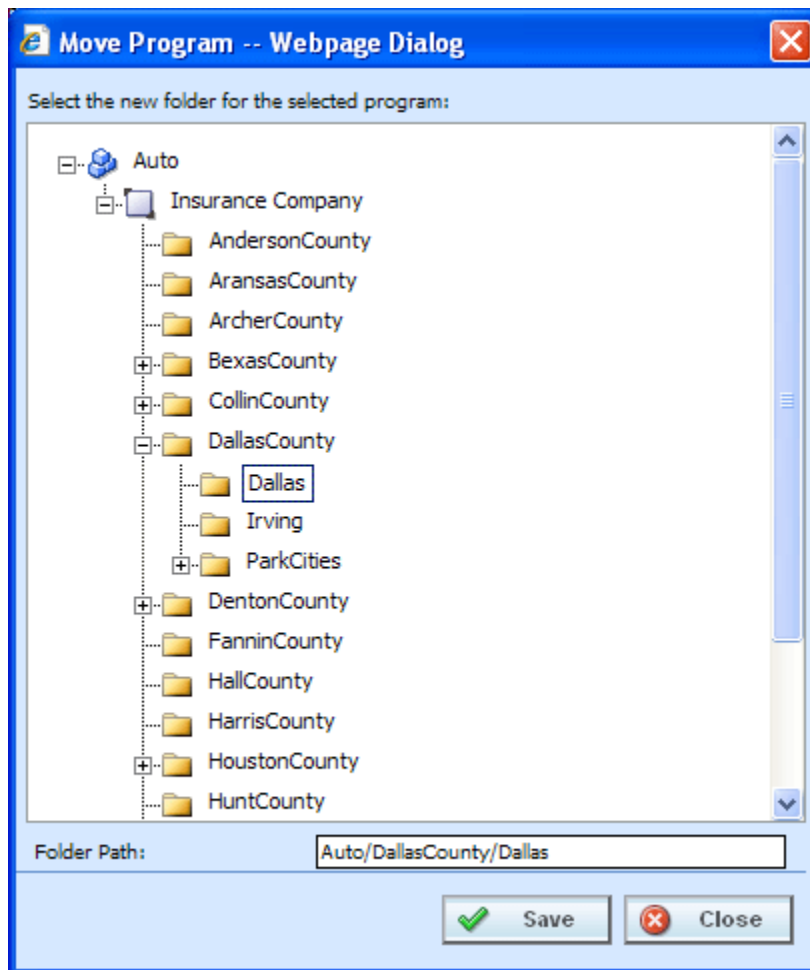 Move Program -- Webpage Dialog
Select the new folder for the selected program:
Auto
Insurance Company
AndersonCounty
AransasCounty
ArcherCounty
BexasCounty
CollinCounty
DallasCounty
Dallas
Irving
ParkCities
DentonCounty
FanninCounty
HallCounty
HarrisCounty
HoustonCounty
HuntCounty
Folder Path: Auto/DallasCounty/Dallas
Save Close